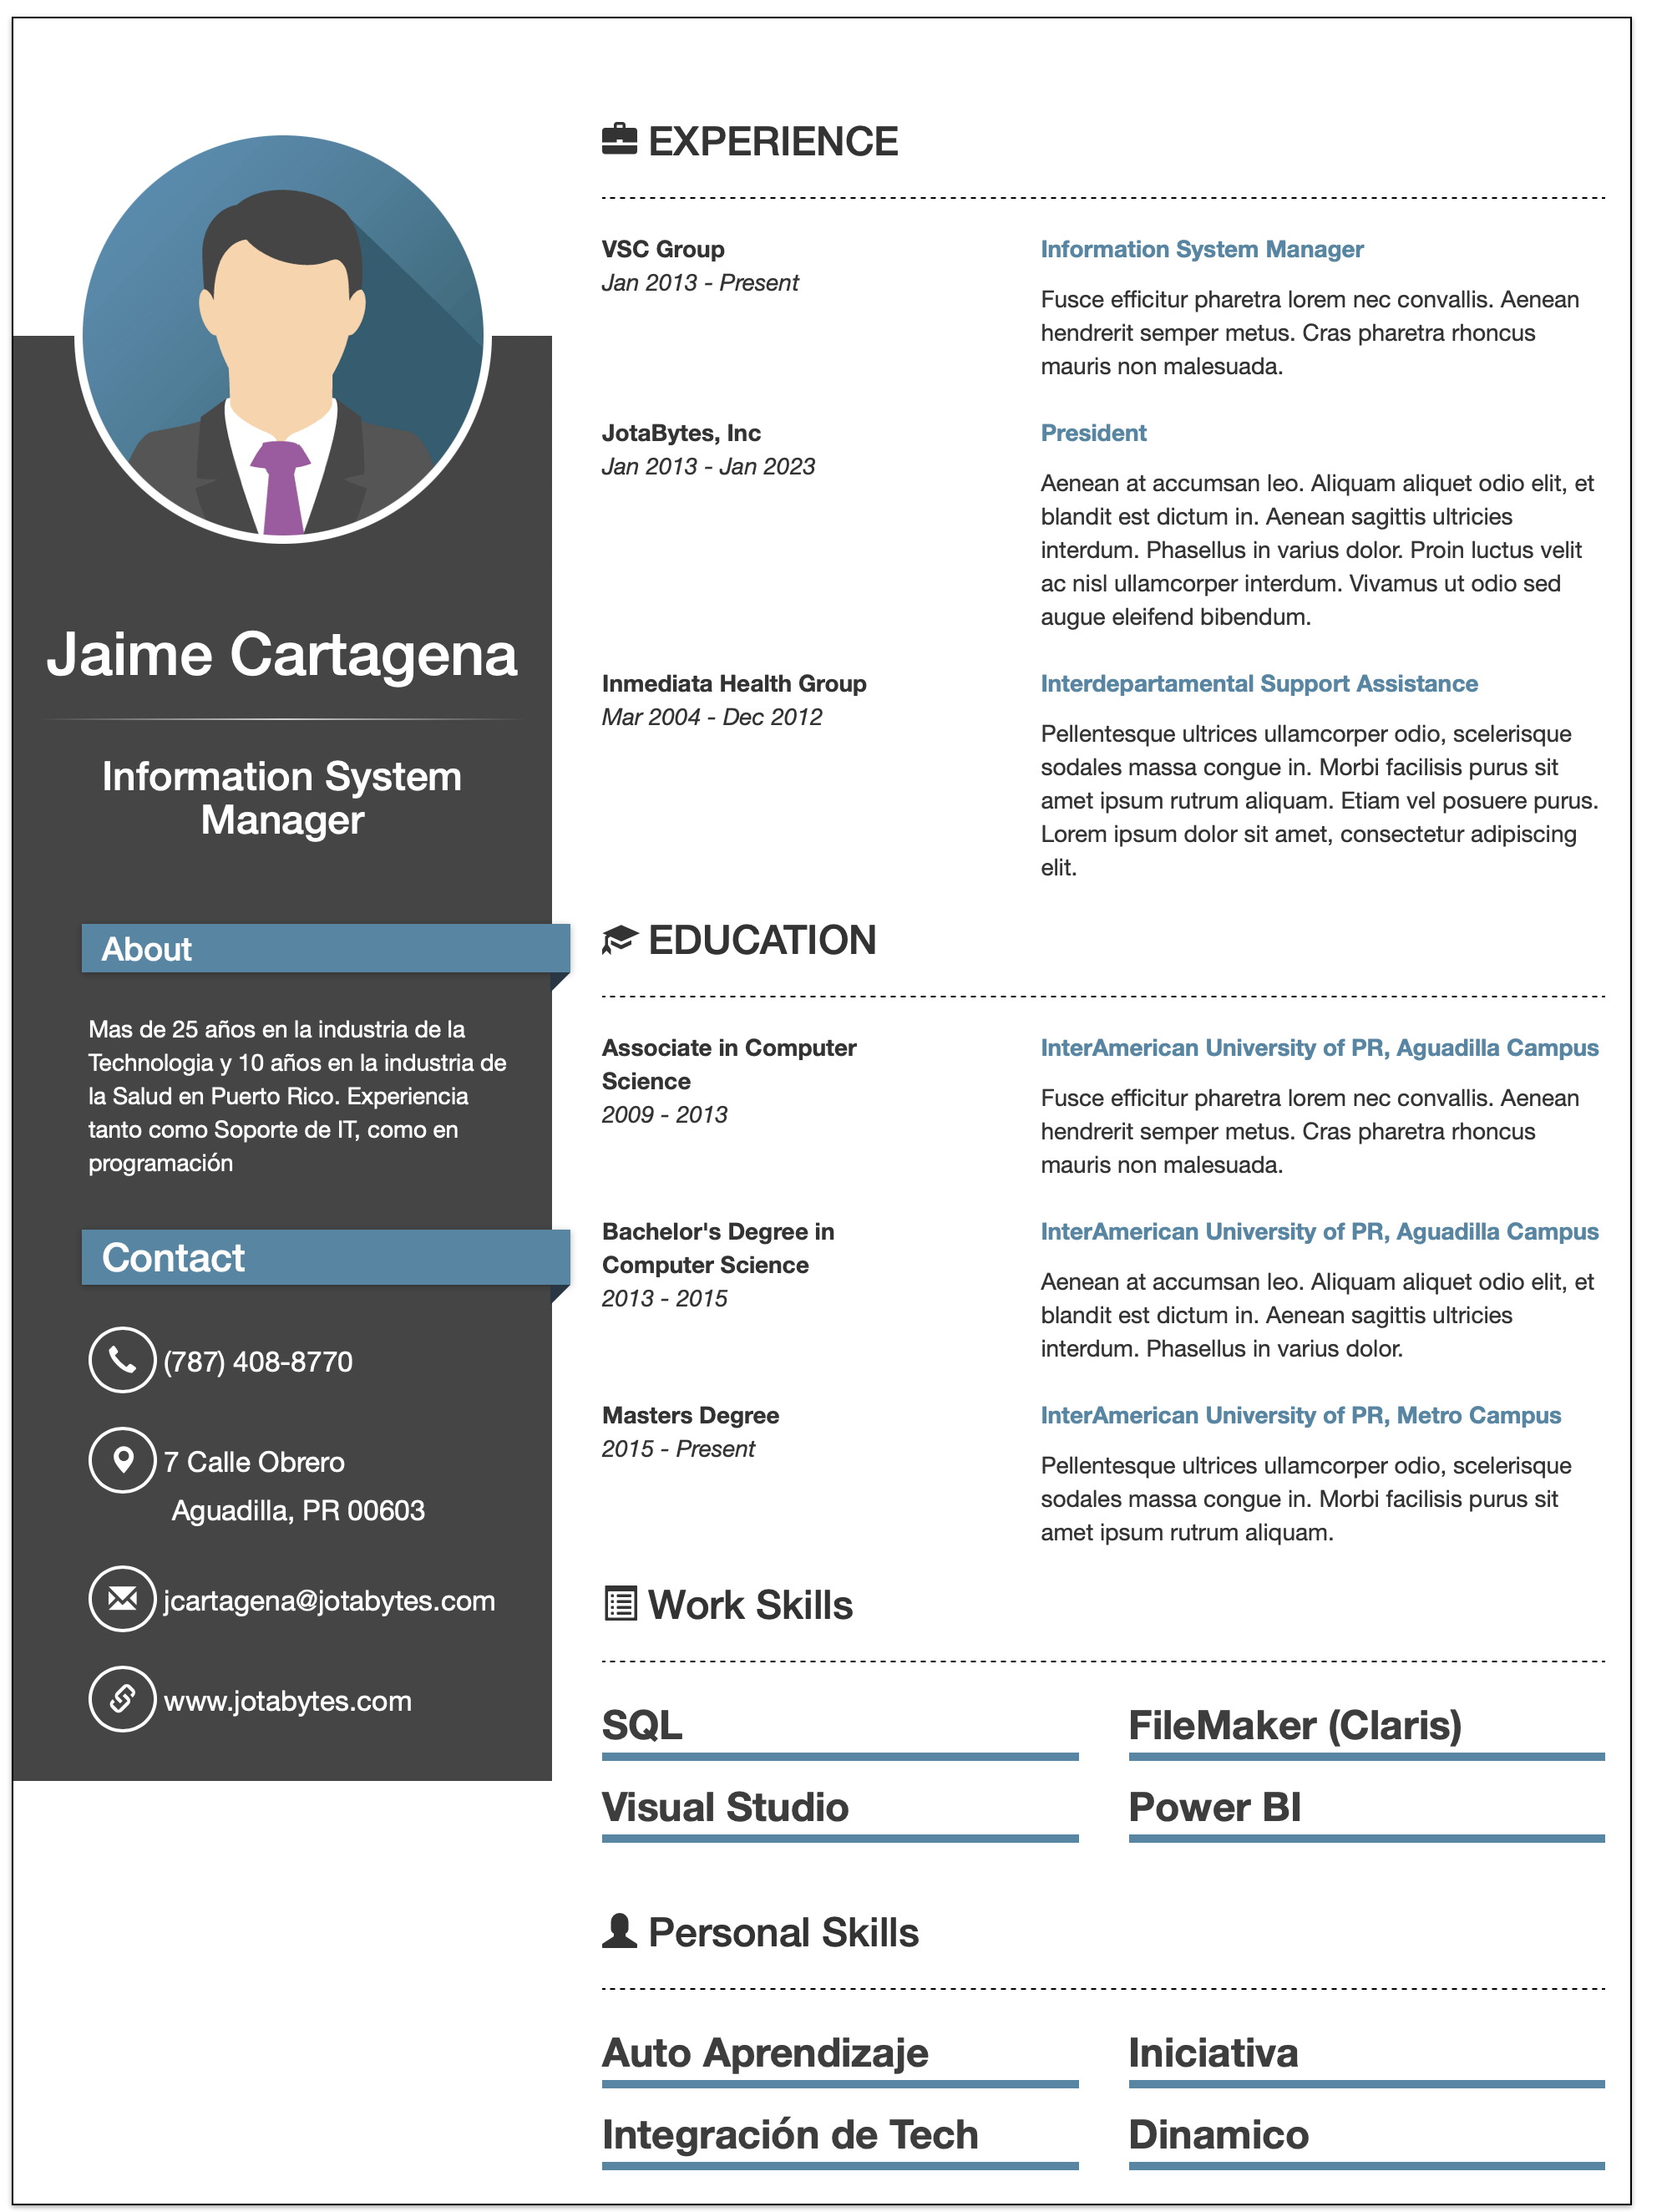 Jaime Cartagena
Information System
Manager
About
Mas de 25 años en la industria de la
Technologia y 10 años en la industria de
la Salud en Puerto Rico. Experiencia
tanto como Soporte de IT, como en
programación
Contact
(787) 408-8770
7 Calle Obrero
Aguadilla, PR 00603
jcartagena@jotabytes.com
www.jotabytes.com
EXPERIENCE
VSC Group
Jan 2013 - Present
Information System Manager
Fusce efficitur pharetra lorem nec convallis. Aenean
hendrerit semper metus. Cras pharetra rhoncus
mauris non malesuada.
JotaBytes, Inc
Jan 2013 - Jan 2023
President
Aenean at accumsan leo. Aliquam aliquet odio elit, et
blandit est dictum in. Aenean sagittis ultricies
interdum. Phasellus in varius dolor. Proin luctus velit
ac nisl ullamcorper interdum. Vivamus ut odio sed
augue eleifend bibendum.
Inmediata Health Group
Mar 2004 - Dec 2012
Interdepartamental Support Assistance
Pellentesque ultrices ullamcorper odio, scelerisque
sodales massa congue in. Morbi facilisis purus sit
amet ipsum rutrum aliquam. Etiam vel posuere purus.
Lorem ipsum dolor sit amet, consectetur adipiscing
elit.
EDUCATION
Associate in Computer
Science
2009 - 2013
InterAmerican University of PR, Aguadilla Campus
Fusce efficitur pharetra lorem nec convallis. Aenean
hendrerit semper metus. Cras pharetra rhoncus
mauris non malesuada.
Bachelor's Degree in
Computer Science
2013 - 2015
InterAmerican University of PR, Aguadilla Campus
Aenean at accumsan leo. Aliquam aliquet odio elit, et
blandit est dictum in. Aenean sagittis ultricies
interdum. Phasellus in varius dolor.
Masters Degree
2015 - Present
InterAmerican University of PR, Metro Campus
Pellentesque ultrices ullamcorper odio, scelerisque
sodales massa congue in. Morbi facilisis purus sit
amet ipsum rutrum aliquam.
Work Skills
SQL
FileMaker (Claris)
Visual Studio
Power BI
Personal Skills
Auto Aprendizaje
Iniciativa
Integración de Tech
Dinamico